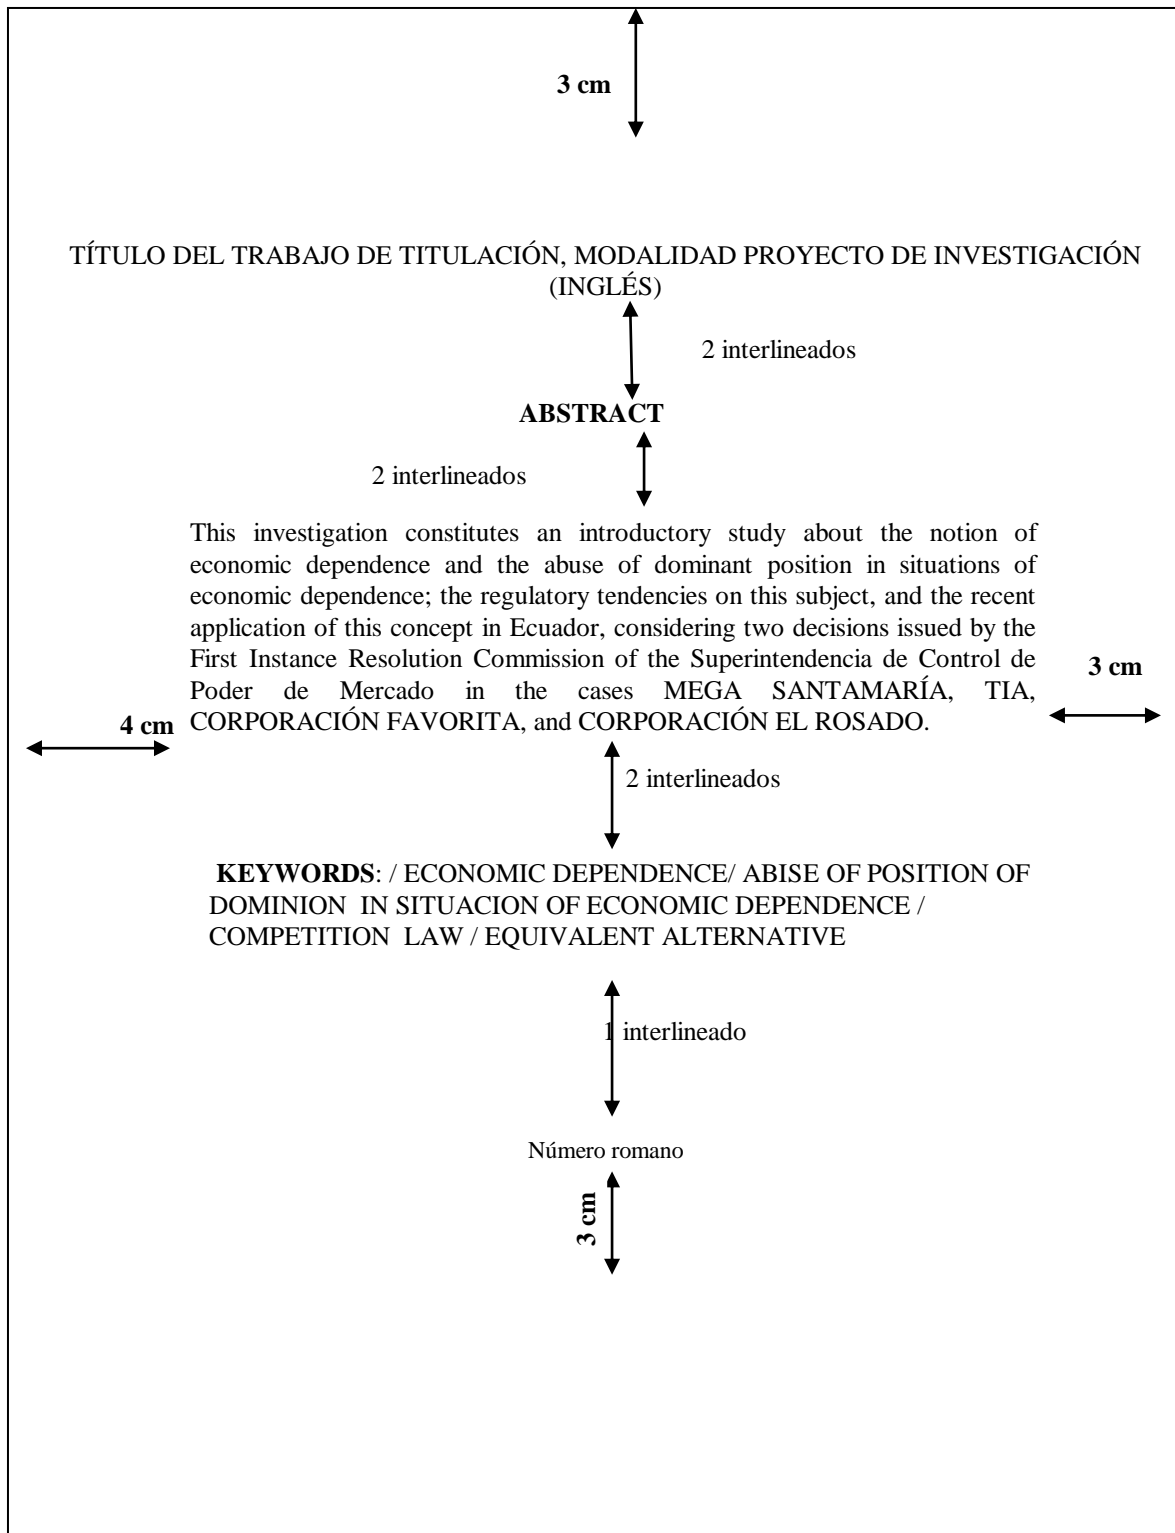 3 cm
TÍTULO DEL TRABAJO DE TITULACIÓN, MODALIDAD PROYECTO DE INVESTIGACIÓN
(INGLÉS)
2 interlineados
ABSTRACT
2 interlineados
This investigation constitutes an introductory study about the notion of
economic dependence and the abuse of dominant position in situations of
economic dependence; the regulatory tendencies on this subject, and the recent
application of this concept in Ecuador, considering two decisions issued by the
First Instance Resolution Commission of the Superintendencia de Control de
Poder de Mercado in the cases MEGA SANTAMARÍA, TIA,
CORPORACIÓN FAVORITA, and CORPORACIÓN EL ROSADO.
3 cm
4 cm
2 interlineados
KEYWORDS: / ECONOMIC DEPENDENCE/ ABISE OF POSITION OF
DOMINION IN SITUACION OF ECONOMIC DEPENDENCE /
COMPETITION LAW / EQUIVALENT ALTERNATIVE
1 interlineado
Número romano
3 cm